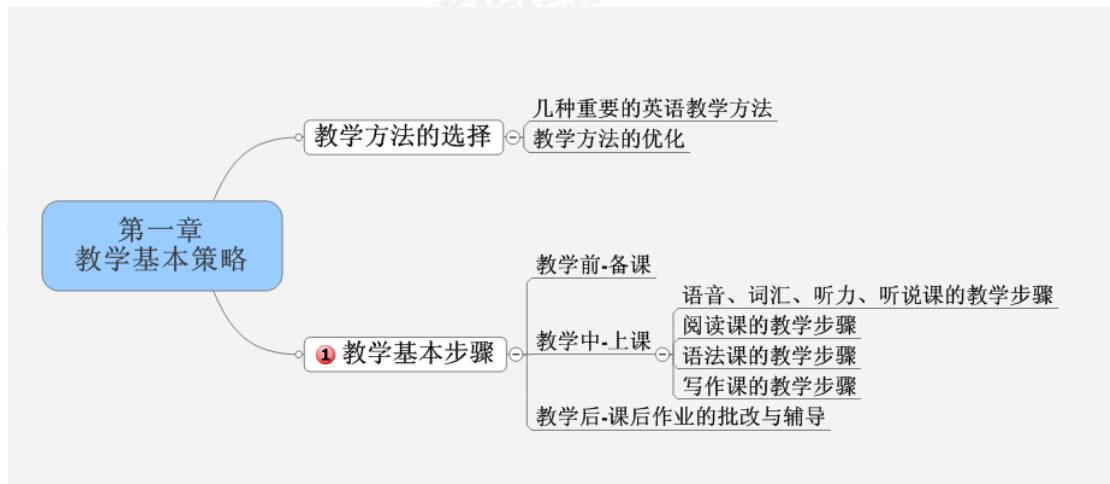 第一章
教学基本策略
教学方法的选择
几种重要的英语教学方法
教学方法的优化
1 教学基本步骤
教学前-备课
教学中-上课
语音、词汇、听力、听说课的教学步骤
阅读课的教学步骤
语法课的教学步骤
写作课的教学步骤
教学后-课后作业的批改与辅导